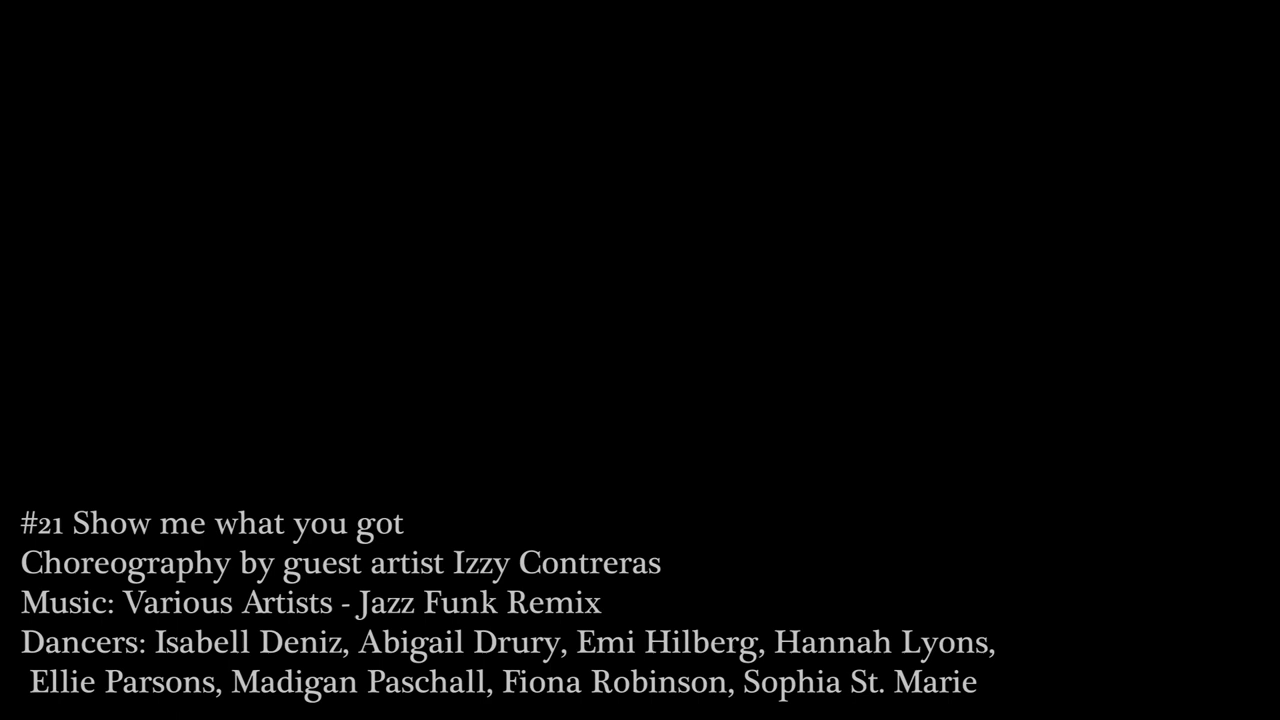 #21 Show me what you got
Choreography by guest artist Izzy Contreras
Music: Various Artists - Jazz Funk Remix
Dancers: Isabell Deniz, Abigail Drury, Emi Hilberg, Hannah Lyons,
Ellie Parsons, Madigan Paschall, Fiona Robinson, Sophia St. Marie